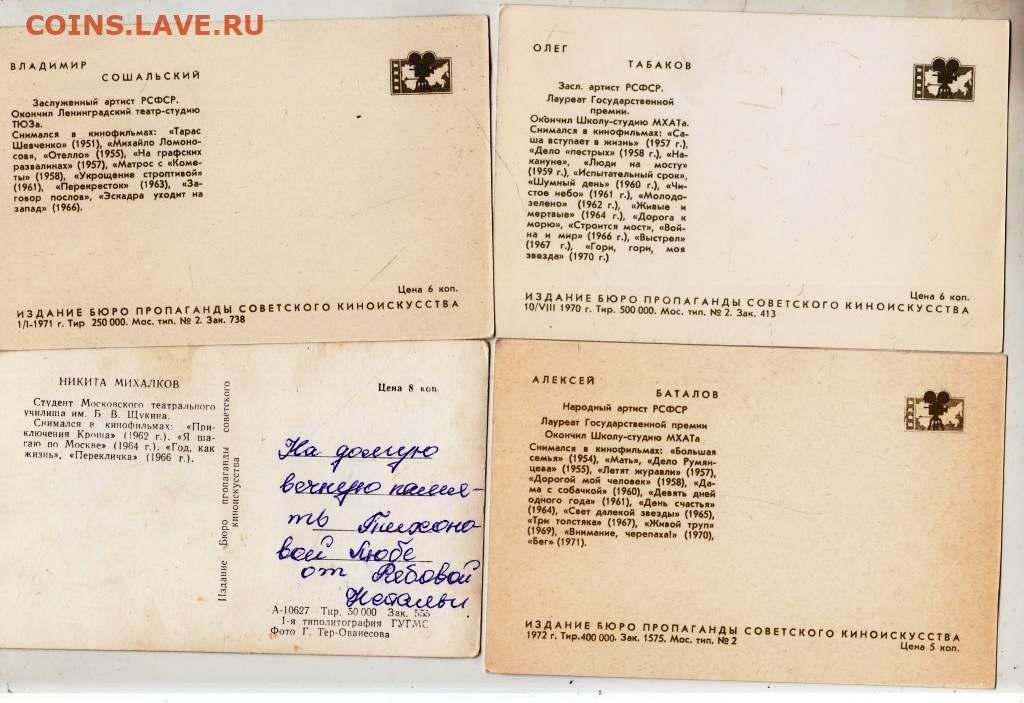 COINS.LAVE.RU
ВЛАДИМИР
СОШАЛЬСКИЙ
Заслуженный артист РСФСР.
Окончил Ленинградский театр-студию
ТЮЗа.
Снимался в кинофильмах: «Тарас
Шевченко» (1951), «Михайло Ломоно-
сов», «Отелло» (1955), «На графских
развалинах» (1957), «Матрос с «Коме-
ты» (1958), «Укрощение строптивой»
(1961), «Перекресток» (1963), «За-
говор послов», «Эскадра уходит на
запад» (1966).
Цена 6 коп.
ИЗДАНИЕ БЮРО ПРОПАГАНДЫ СОВЕТСКОГО КИНОИСКУССТВА
1/I-1971 г. Тир 250 000. Мос. тип. № 2. Зак. 738
ОЛЕГ
ТАБАКОВ
Засл. артист РСФСР.
Лауреат Государственной
премии.
Окончил Школу-студию МХАТа.
Снимался в кинофильмах: «Са-
ша вступает в жизнь» (1957 г.),
«Дело «пестрых» (1958 г.), «На-
кануне», «Люди на мосту»
(1959 г.), «Испытательный срок»,
«Шумный день» (1960 г.), «Чи-
стое небо» (1961 г.), «Молодо-
зелено» (1962 г.), «Живые и
мертвые» (1964 г.), «Дорога к
морю», «Строится мост», «Вой-
на и мир» (1966 г.), «Выстрел»
(1967 г.), «Гори, гори, моя
звезда» (1970 г.)
Цена 6 коп.
ИЗДАНИЕ БЮРО ПРОПАГАНДЫ СОВЕТСКОГО КИНОИСКУССТВА
10/VIII 1970 г. Тир. 500 000. Мос. тип. № 2. Зак. 413
НИКИТА МИХАЛКОВ
Студент Московского театрального
училища им. Б. В. Щукина.
Снимался в кинофильмах: «При-
ключения Кроша» (1962 г.). «Я ша-
гаю по Москве» (1964 г.). «Год, как
жизнь», «Перекличка» (1966 г.).
Издание Бюро пропаганды советского
киноискусства
Цена 8 коп.
На долгую
вечную памя-
ть Тихоно
вой Любе
от Рябовой
Натальи
А-10627 Тир. 50 000 Зак. 555
1-я типолитография ГУГМС
Фото Г. Тер-Ованесова
АЛЕКСЕЙ
БАТАЛОВ
Народный артист РСФСР
Лауреат Государственной премии
Окончил Школу-студию МХАТа
Снимался в кинофильмах: «Большая
семья» (1954), «Мать», «Дело Румян-
цева» (1955), «Летят журавли» (1957),
«Дорогой мой человек» (1958), «Да-
ма с собачкой» (1960), «Девять дней
одного года» (1961), «День счастья»
(1964), «Свет далекой звезды» (1965),
«Три толстяка» (1967), «Живой труп»
(1969), «Внимание, черепаха!» (1970),
«Бег» (1971).
ИЗДАНИЕ БЮРО ПРОПАГАНДЫ СОВЕТСКОГО КИНОИСКУССТВА
1972 г. Тир. 400 000. Зак. 1575. Мос. тип. № 2
Цена 5 коп.